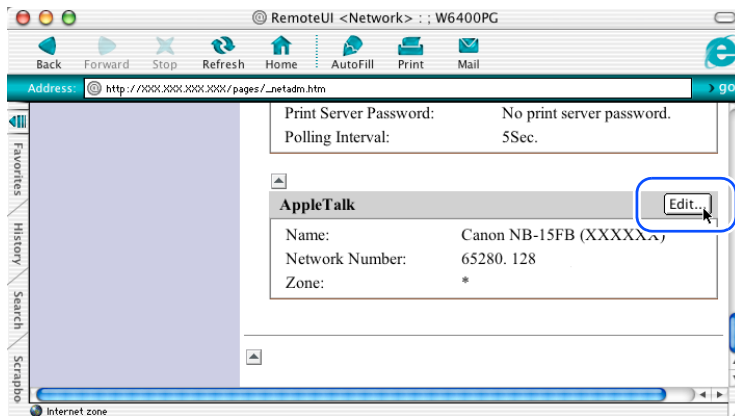 RemoteUI <Network> : ; W6400PG
Back Forward Stop Refresh Home AutoFill Print Mail
Address: http://XXX.XXX.XXX.XXX/pages/_netadm.htm go
Print Server Password: No print server password.
Polling Interval: 5Sec.
AppleTalk Edit...
Name: Canon NB-15FB (XXXXXX)
Network Number: 65280. 128
Zone: *
Favorites
History
Search
Scrapbo
Internet zone